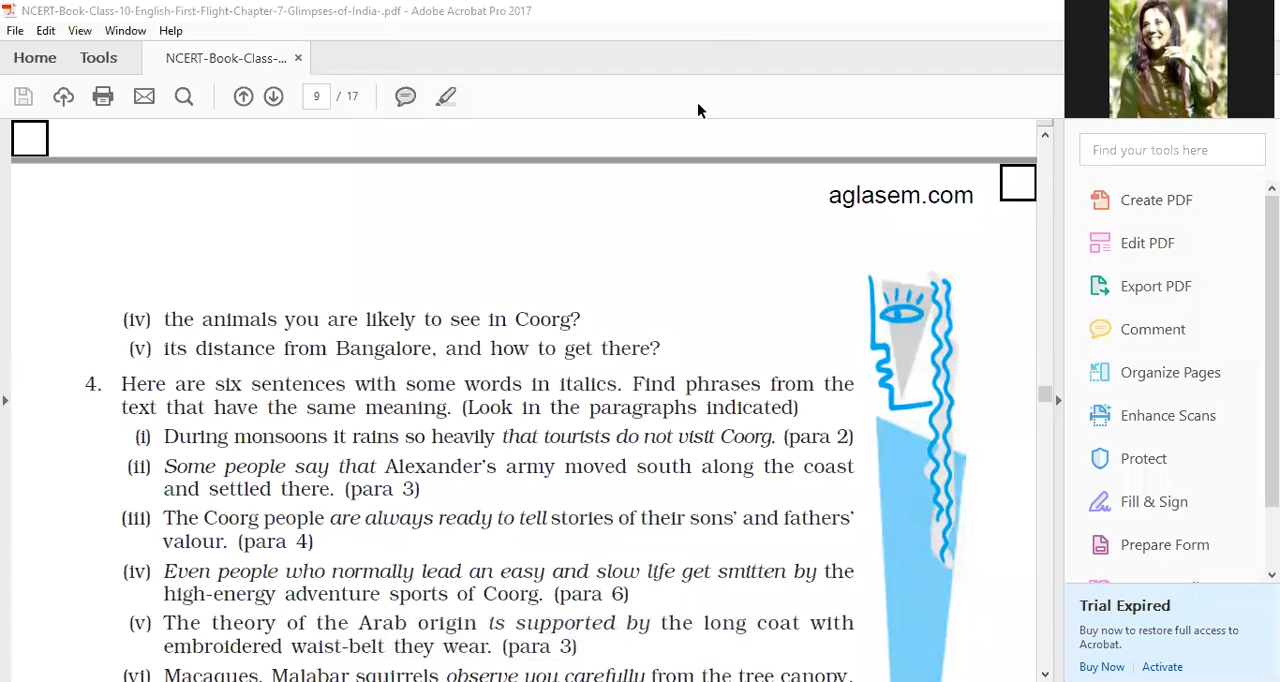 NCERT-Book-Class-10-English-First-Flight-Chapter-7-Glimpses-of-India-.pdf - Adobe Acrobat Pro 2017
File Edit View Window Help
Home Tools NCERT-Book-Class-... ×
9 / 17
Find your tools here
aglasem.com
Create PDF
Edit PDF
Export PDF
Comment
Organize Pages
Enhance Scans
Protect
Fill & Sign
Prepare Form
(iv) the animals you are likely to see in Coorg?
(v) its distance from Bangalore, and how to get there?
4. Here are six sentences with some words in italics. Find phrases from the
text that have the same meaning. (Look in the paragraphs indicated)
(i) During monsoons it rains so heavily that tourists do not visit Coorg. (para 2)
(ii) Some people say that Alexander's army moved south along the coast
and settled there. (para 3)
(iii) The Coorg people are always ready to tell stories of their sons' and fathers'
valour. (para 4)
(iv) Even people who normally lead an easy and slow life get smitten by the
high-energy adventure sports of Coorg. (para 6)
(v) The theory of the Arab origin is supported by the long coat with
embroidered waist-belt they wear. (para 3)
(vi) Macaques, Malabar squirrels observe you carefully from the tree canopy.
Trial Expired
Buy now to restore full access to
Acrobat.
Buy Now Activate